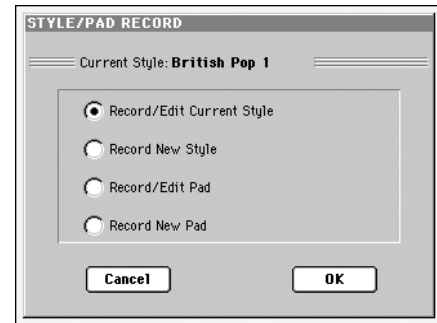 STYLE/PAD RECORD
Current Style: British Pop 1
Record/Edit Current Style
Record New Style
Record/Edit Pad
Record New Pad
Cancel OK